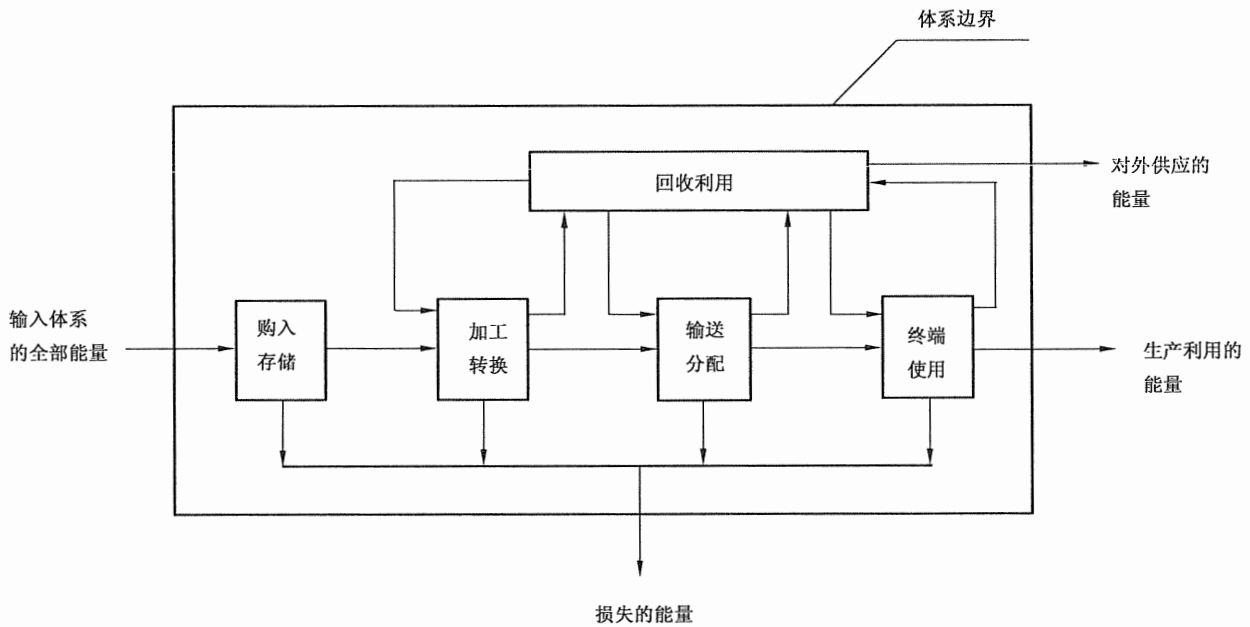 体系边界
回收利用
对外供应的
能量
输入体系
的全部能量
购入
存储
加工
转换
输送
分配
终端
使用
生产利用的
能量
损失的能量